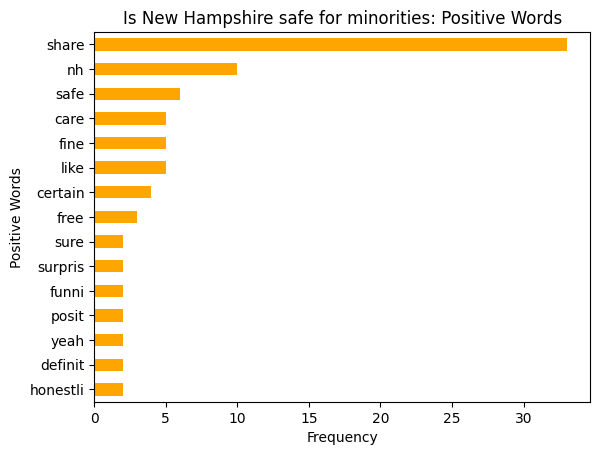 Is New Hampshire safe for minorities: Positive Words
share
nh
safe
care
fine
like
certain
free
sure
surpris
funni
posit
yeah
definit
honestli
Positive Words
0 5 10 15 20 25 30
Frequency